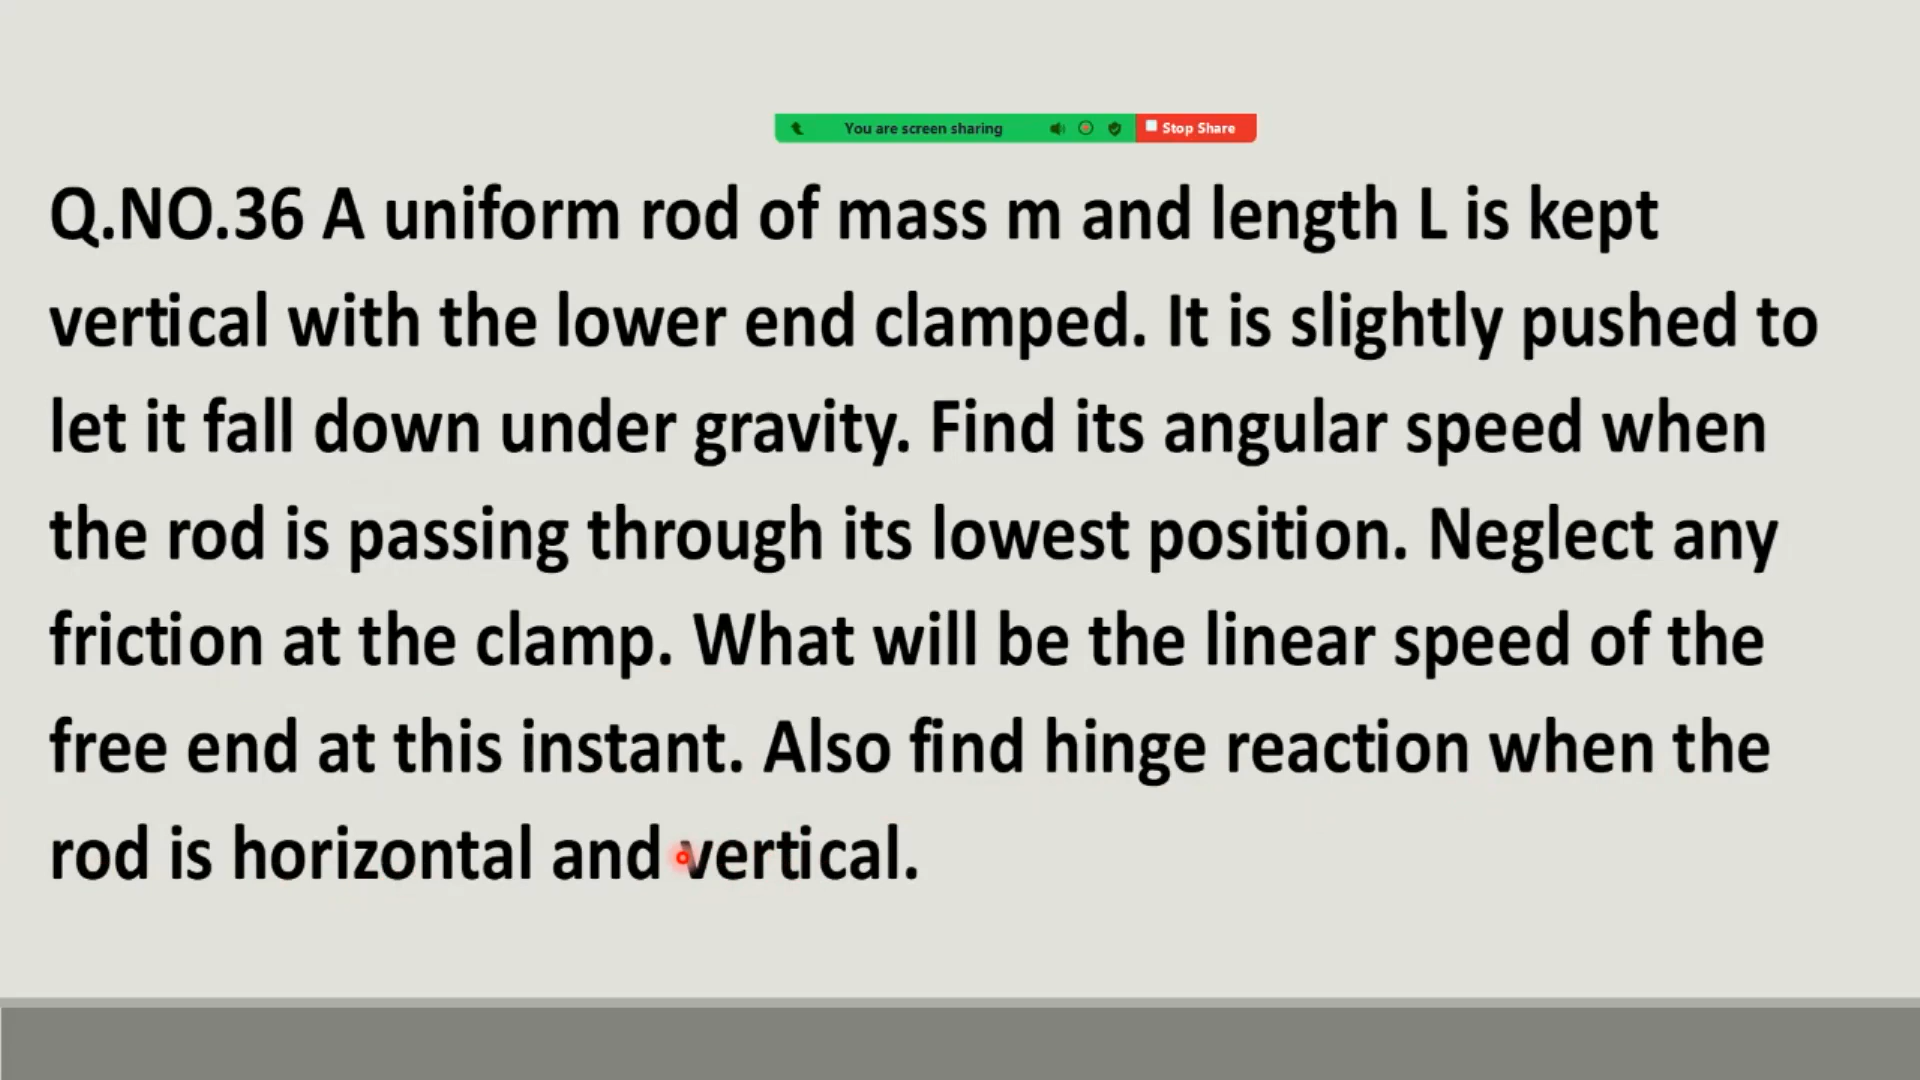 You are screen sharing
Stop Share
Q.NO.36 A uniform rod of mass m and length L is kept
vertical with the lower end clamped. It is slightly pushed to
let it fall down under gravity. Find its angular speed when
the rod is passing through its lowest position. Neglect any
friction at the clamp. What will be the linear speed of the
free end at this instant. Also find hinge reaction when the
rod is horizontal and vertical.